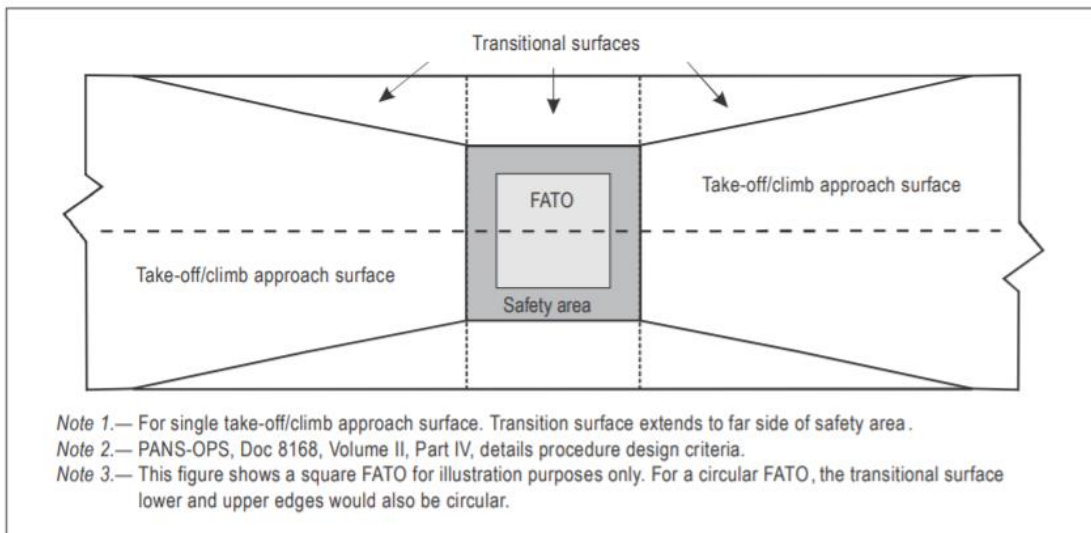 Transitional surfaces
Take-off/climb approach surface
FATO
Take-off/climb approach surface
Safety area
Note 1.— For single take-off/climb approach surface. Transition surface extends to far side of safety area.
Note 2.— PANS-OPS, Doc 8168, Volume II, Part IV, details procedure design criteria.
Note 3.— This figure shows a square FATO for illustration purposes only. For a circular FATO, the transitional surface
lower and upper edges would also be circular.